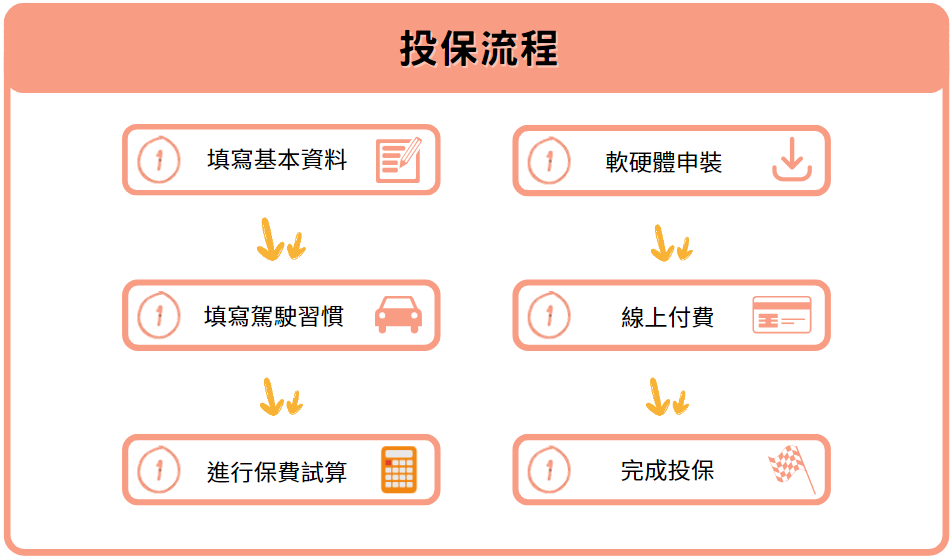 投保流程
1 填寫基本資料
1 填寫駕駛習慣
1 進行保費試算
1 軟硬體申裝
1 線上付費
1 完成投保